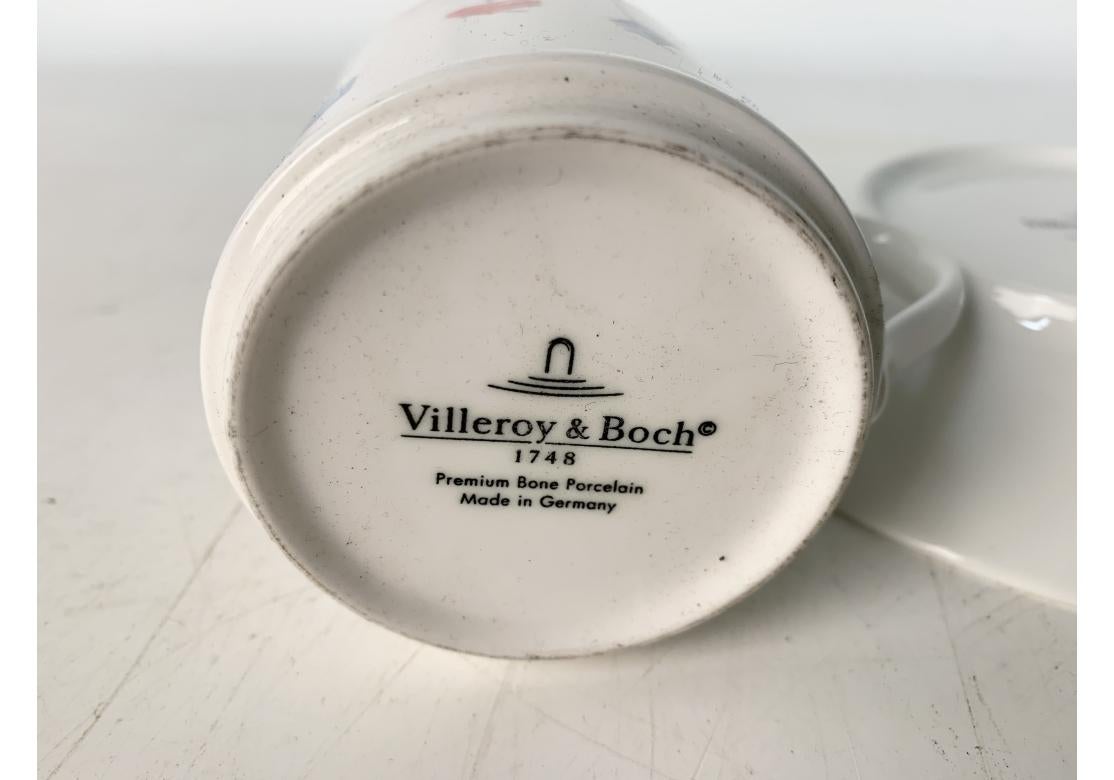 Villeroy & Boch©
1748
Premium Bone Porcelain
Made in Germany